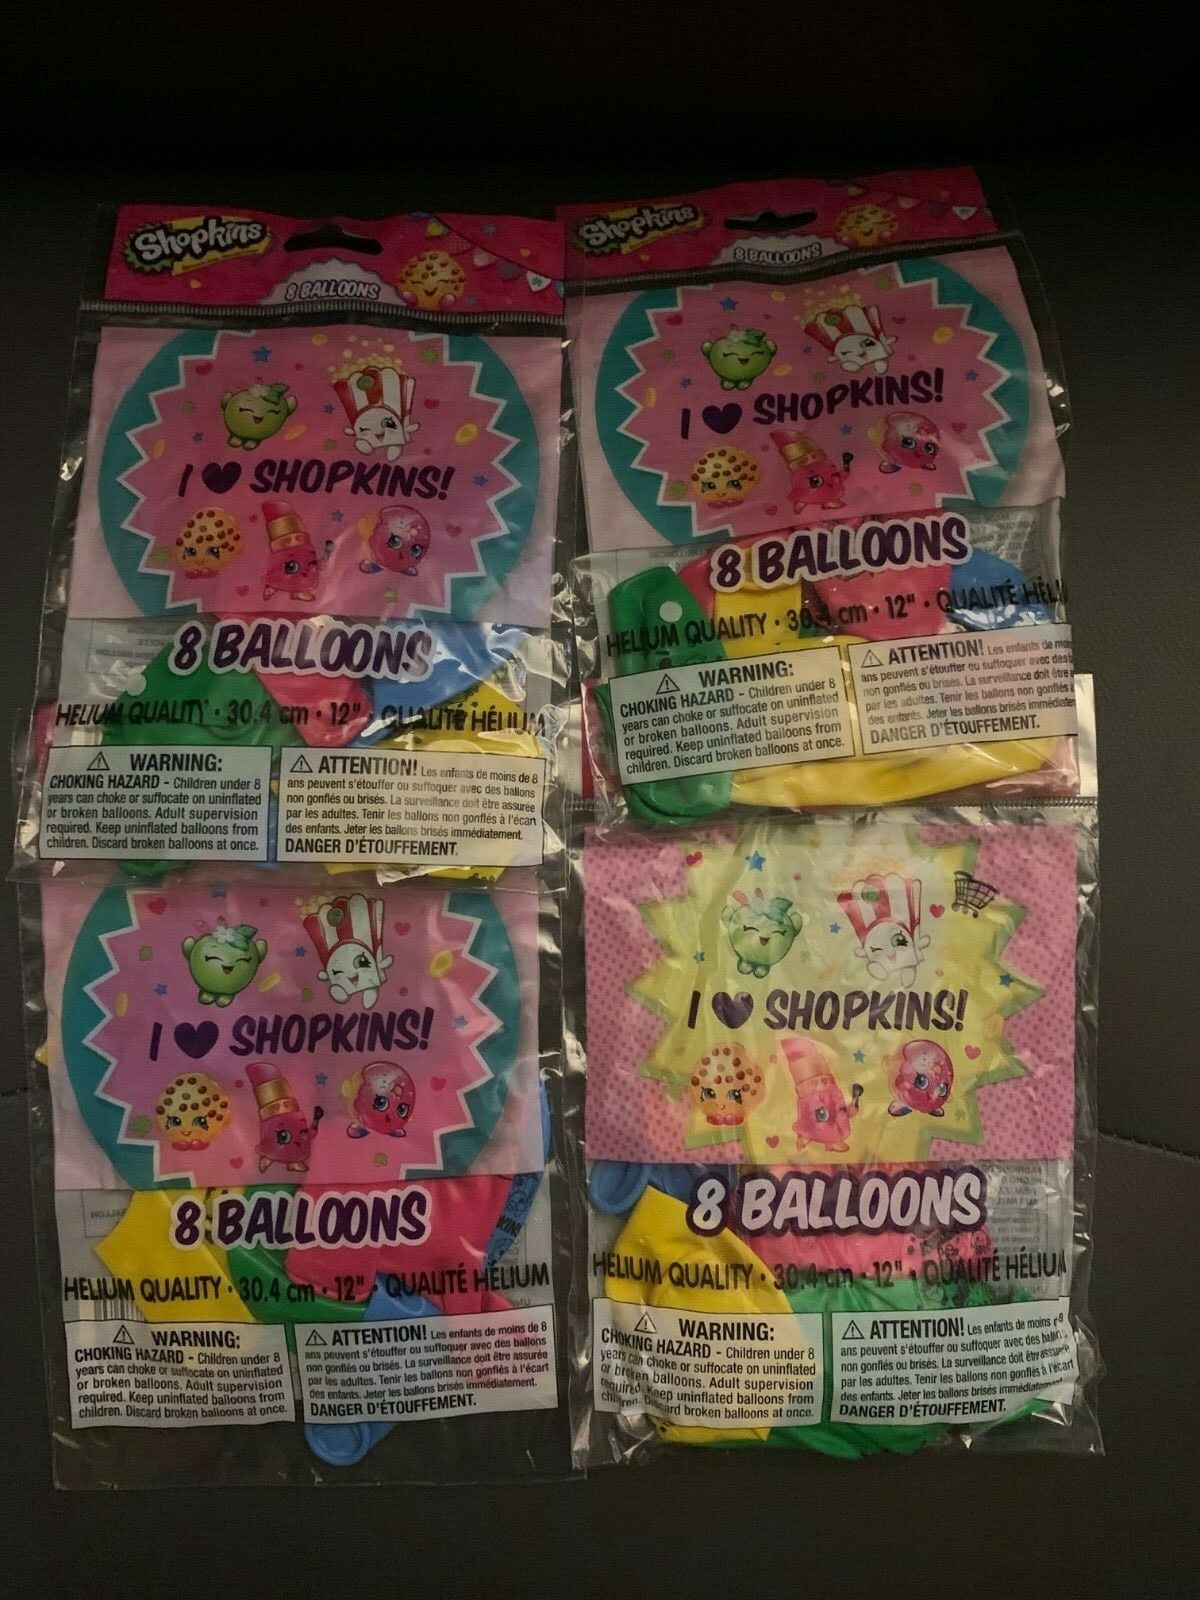 Shopkins
8 BALLOONS
I ♥ SHOPKINS!
8 BALLOONS
HELIUM QUALITY • 30.4 cm • 12" • QUALITÉ HÉLIUM
⚠ WARNING:
CHOKING HAZARD - Children under 8
years can choke or suffocate on uninflated
or broken balloons. Adult supervision
required. Keep uninflated balloons from
children. Discard broken balloons at once.
⚠ ATTENTION! Les enfants de moins de 8
ans peuvent s'étouffer ou suffoquer avec des ballons
non gonflés ou brisés. La surveillance doit être assurée
par les adultes. Tenir les ballons non gonflés à l'écart
des enfants. Jeter les ballons brisés immédiatement.
DANGER D'ÉTOUFFEMENT.
Shopkins
8 BALLOONS
I ♥ SHOPKINS!
8 BALLOONS
HELIUM QUALITY • 30.4 cm • 12" • QUALITÉ HÉLIU
⚠ WARNING:
CHOKING HAZARD - Children under 8
years can choke or suffocate on uninflated
or broken balloons. Adult supervision
required. Keep uninflated balloons from
children. Discard broken balloons at once.
⚠ ATTENTION! Les enfants de
ans peuvent s'étouffer ou suffoquer avec des
non gonflés ou brisés. La surveillance doit être
par les adultes. Tenir les ballons non gonflés à
des enfants. Jeter les ballons brisés
DANGER D'ÉTOUFFEMENT.
I ♥ SHOPKINS!
8 BALLOONS
HELIUM QUALITY • 30.4 cm • 12" • QUALITÉ HÉLIUM
⚠ WARNING:
CHOKING HAZARD - Children under 8
years can choke or suffocate on uninflated
or broken balloons. Adult supervision
required. Keep uninflated balloons from
children. Discard broken balloons at once.
⚠ ATTENTION! Les enfants de moins de 8
ans peuvent s'étouffer ou suffoquer avec des ballons
non gonflés ou brisés. La surveillance doit être assurée
par les adultes. Tenir les ballons non gonflés à l'écart
des enfants. Jeter les ballons brisés immédiatement.
DANGER D'ÉTOUFFEMENT.
I ♥ SHOPKINS!
8 BALLOONS
HELIUM QUALITY • 30.4 cm • 12" • QUALITÉ HÉLIUM
⚠ WARNING:
CHOKING HAZARD - Children under 8
years can choke or suffocate on uninflated
or broken balloons. Adult supervision
required. Keep uninflated balloons from
children. Discard broken balloons at once.
⚠ ATTENTION! Les enfants de moins de 8
ans peuvent s'étouffer ou suffoquer avec des ballons
non gonflés ou brisés. La surveillance doit être assurée
par les adultes. Tenir les ballons non gonflés à l'écart
des enfants. Jeter les ballons brisés immédiatement.
DANGER D'ÉTOUFFEMENT.